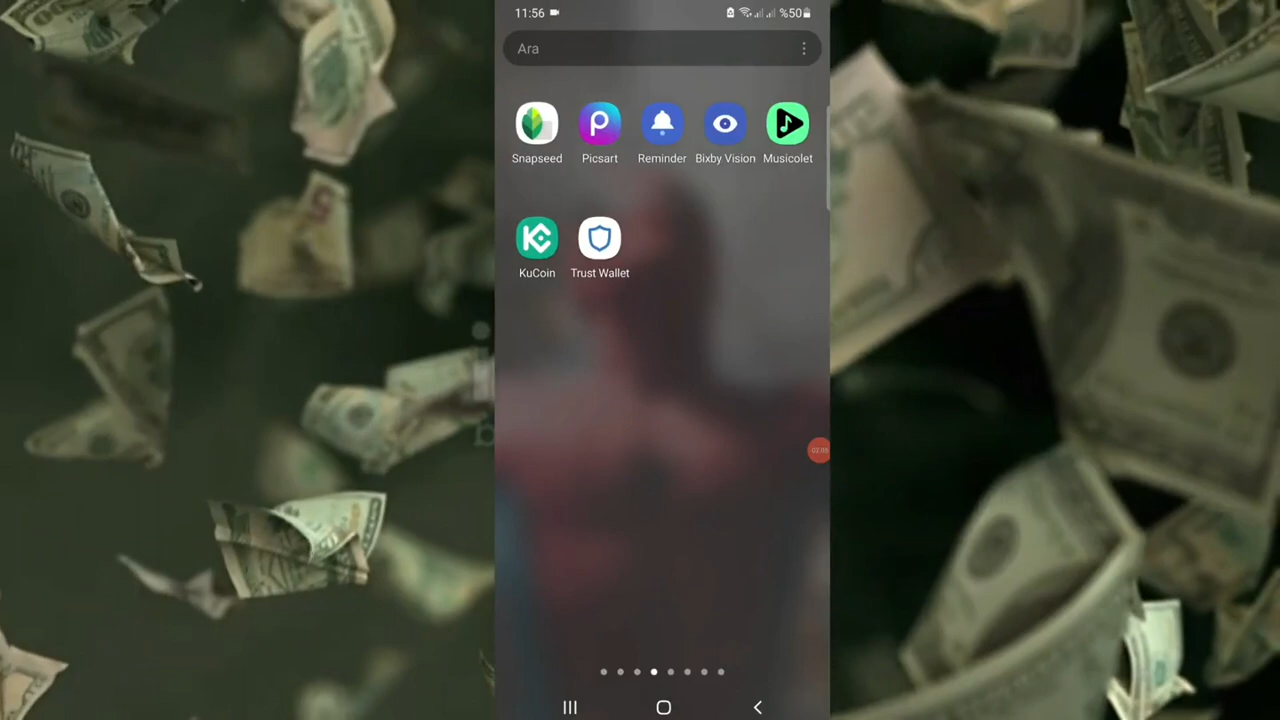 11:56 %50
Ara
Snapseed Picsart Reminder Bixby Vision Musicolet
KuCoin Trust Wallet